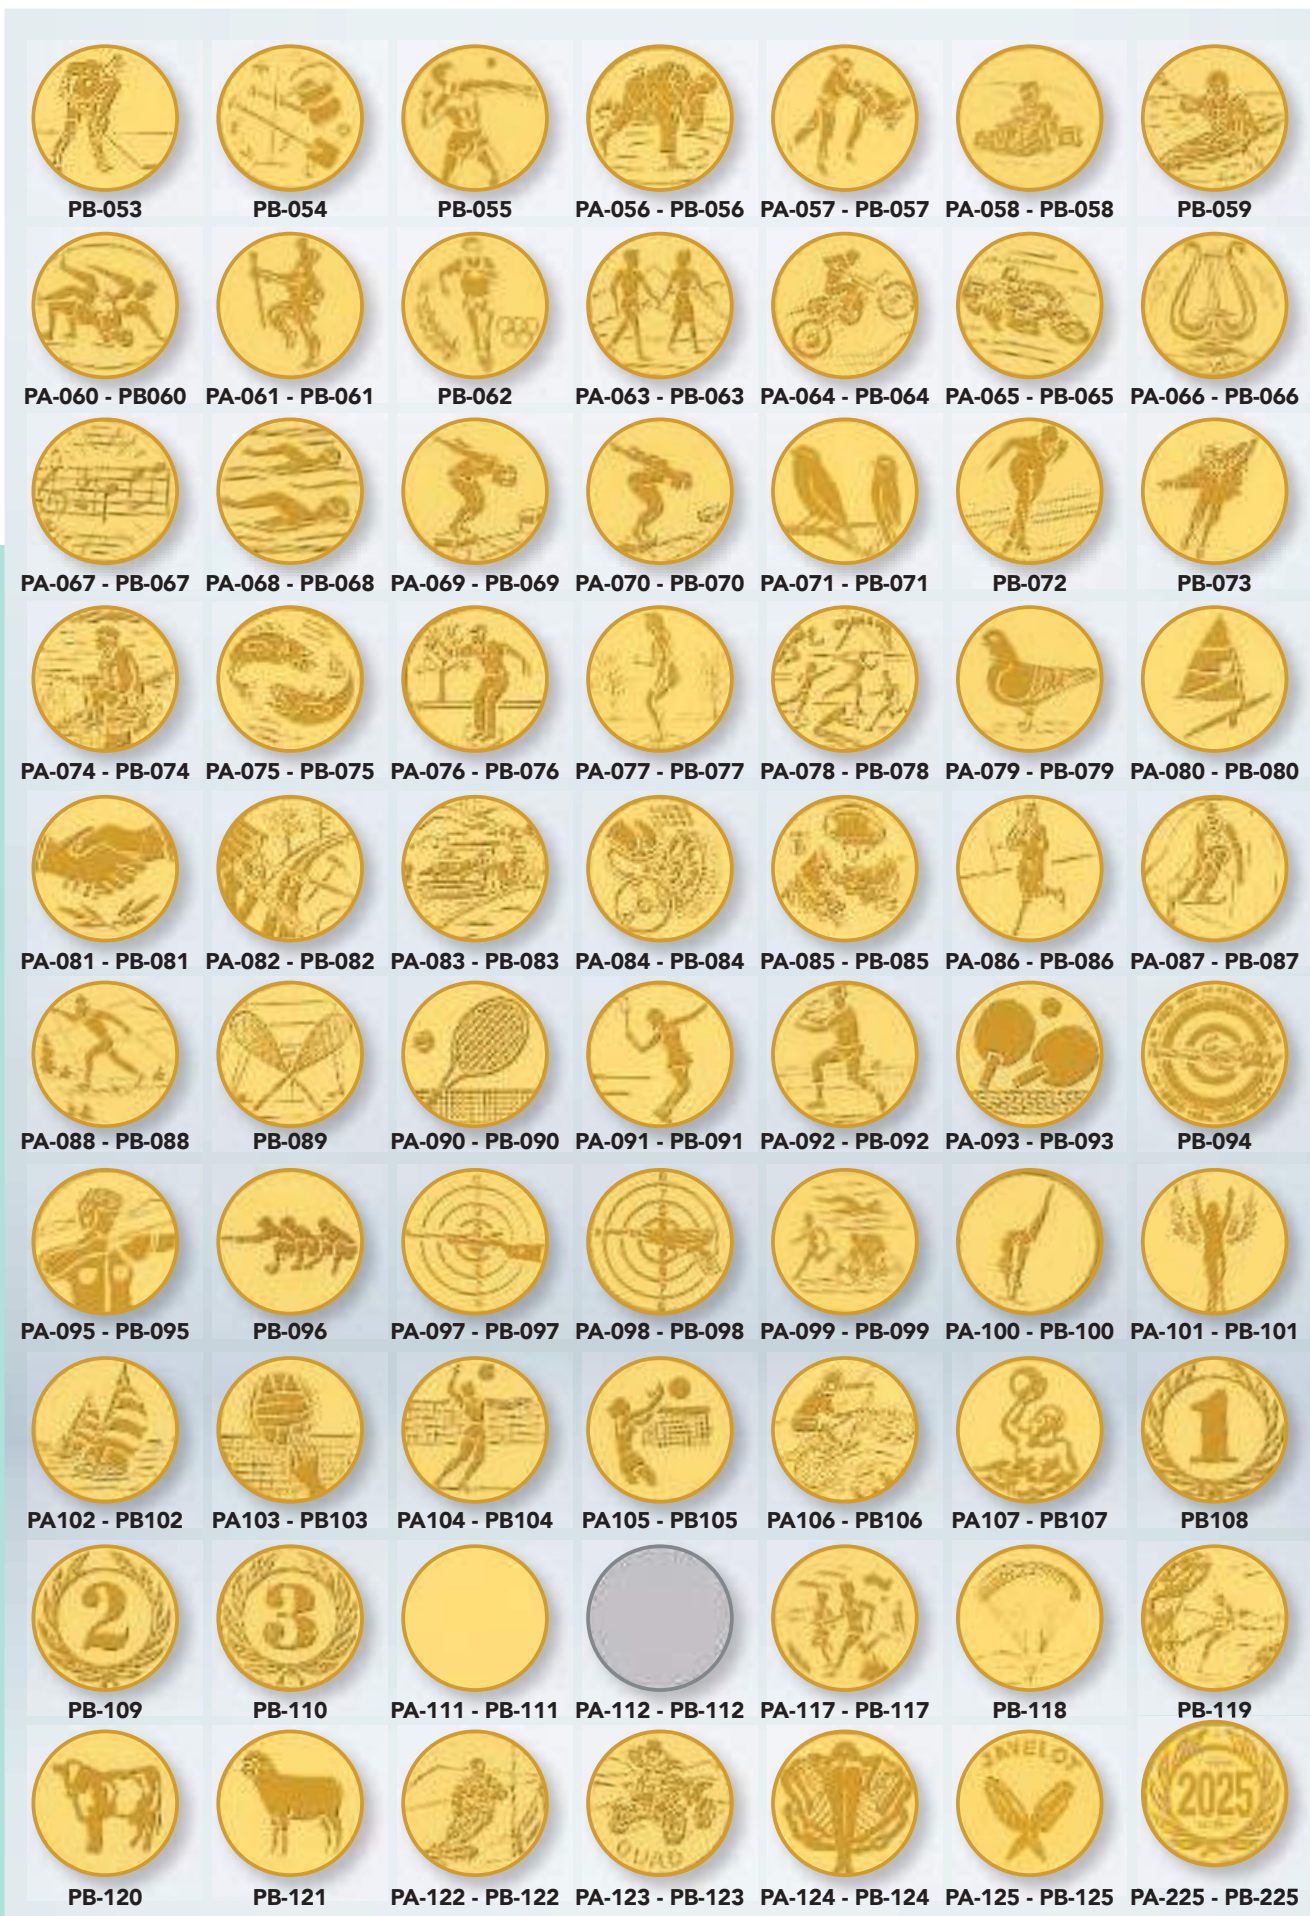 PB-053 PB-054 PB-055 PA-056 - PB-056 PA-057 - PB-057 PA-058 - PB-058 PB-059
PA-060 - PB060 PA-061 - PB-061 PB-062 PA-063 - PB-063 PA-064 - PB-064 PA-065 - PB-065 PA-066 - PB-066
PA-067 - PB-067 PA-068 - PB-068 PA-069 - PB-069 PA-070 - PB-070 PA-071 - PB-071 PB-072 PB-073
PA-074 - PB-074 PA-075 - PB-075 PA-076 - PB-076 PA-077 - PB-077 PA-078 - PB-078 PA-079 - PB-079 PA-080 - PB-080
PA-081 - PB-081 PA-082 - PB-082 PA-083 - PB-083 PA-084 - PB-084 PA-085 - PB-085 PA-086 - PB-086 PA-087 - PB-087
PA-088 - PB-088 PB-089 PA-090 - PB-090 PA-091 - PB-091 PA-092 - PB-092 PA-093 - PB-093 PB-094
PA-095 - PB-095 PB-096 PA-097 - PB-097 PA-098 - PB-098 PA-099 - PB-099 PA-100 - PB-100 PA-101 - PB-101
1
PA102 - PB102 PA103 - PB103 PA104 - PB104 PA105 - PB105 PA106 - PB106 PA107 - PB107 PB108
2 3
PB-109 PB-110 PA-111 - PB-111 PA-112 - PB-112 PA-117 - PB-117 PB-118 PB-119
QUAD JAVELOT 2025
PB-120 PB-121 PA-122 - PB-122 PA-123 - PB-123 PA-124 - PB-124 PA-125 - PB-125 PA-225 - PB-225